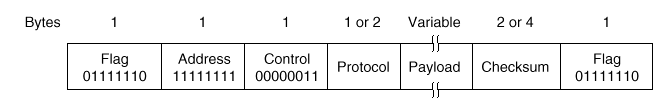 Bytes 1 1 1 1 or 2 Variable 2 or 4 1
Flag Address Control Protocol Payload Checksum Flag
01111110 11111111 00000011 01111110